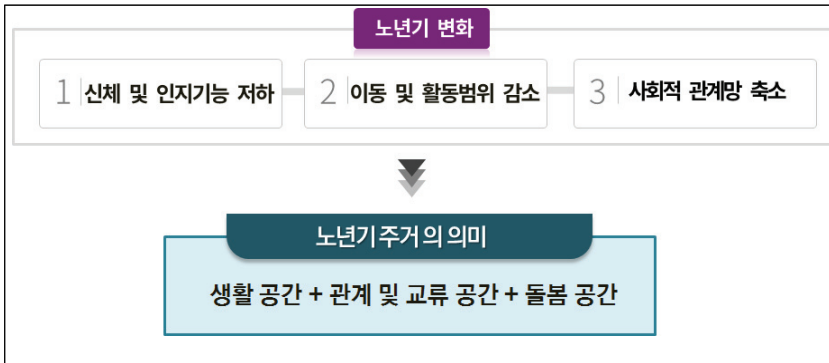 노년기 변화
1 신체 및 인지기능 저하 2 이동 및 활동범위 감소 3 사회적 관계망 축소
노년기 주거의 의미
생활 공간 + 관계 및 교류 공간 + 돌봄 공간